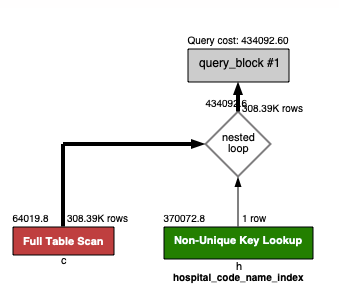 Query cost: 434092.60
query_block #1
434092.6
308.39K rows
nested
loop
64019.8
308.39K rows
370072.8
1 row
Full Table Scan
Non-Unique Key Lookup
c
h
hospital_code_name_index